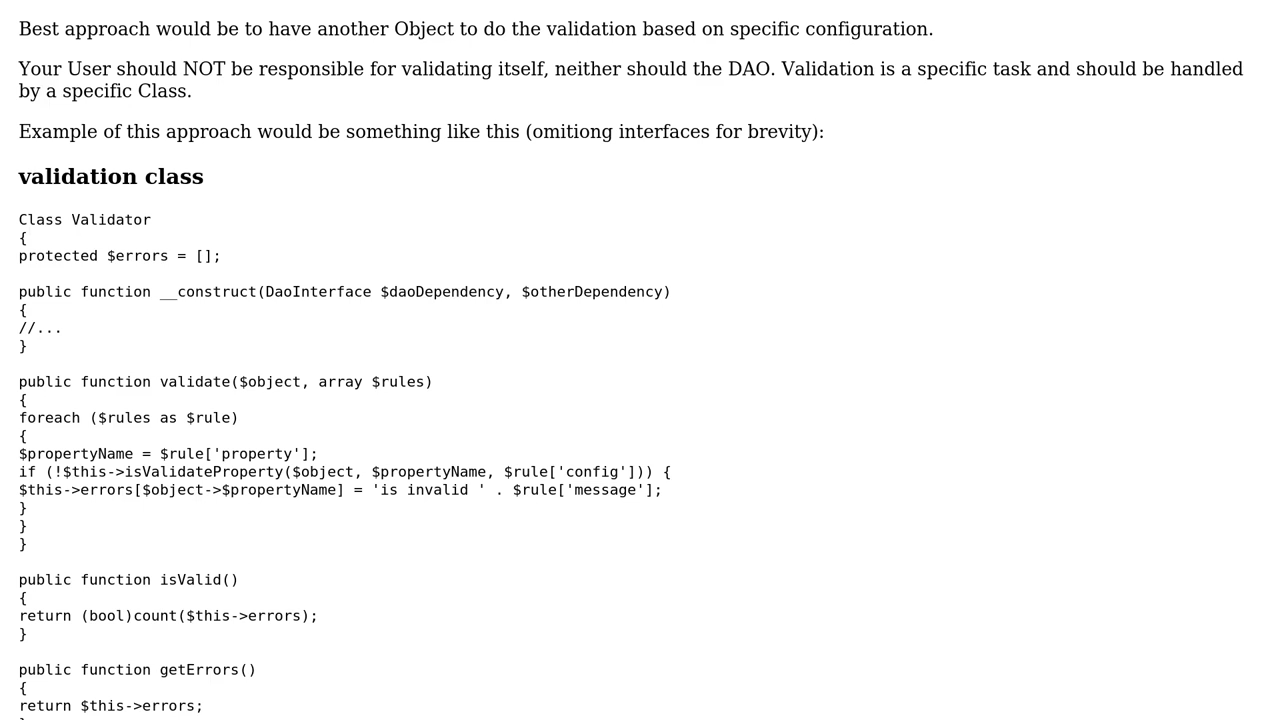 Best approach would be to have another Object to do the validation based on specific configuration.
Your User should NOT be responsible for validating itself, neither should the DAO. Validation is a specific task and should be handled
by a specific Class.
Example of this approach would be something like this (omitiong interfaces for brevity):
validation class
Class Validator
{
protected $errors = [];
public function __construct(DaoInterface $daoDependency, $otherDependency)
{
//...
}
public function validate($object, array $rules)
{
foreach ($rules as $rule)
{
$propertyName = $rule['property'];
if (!$this->isValidateProperty($object, $propertyName, $rule['config'])) {
$this->errors[$object->$propertyName] = 'is invalid ' . $rule['message'];
}
}
}
public function isValid()
{
return (bool)count($this->errors);
}
public function getErrors()
{
return $this->errors;
}